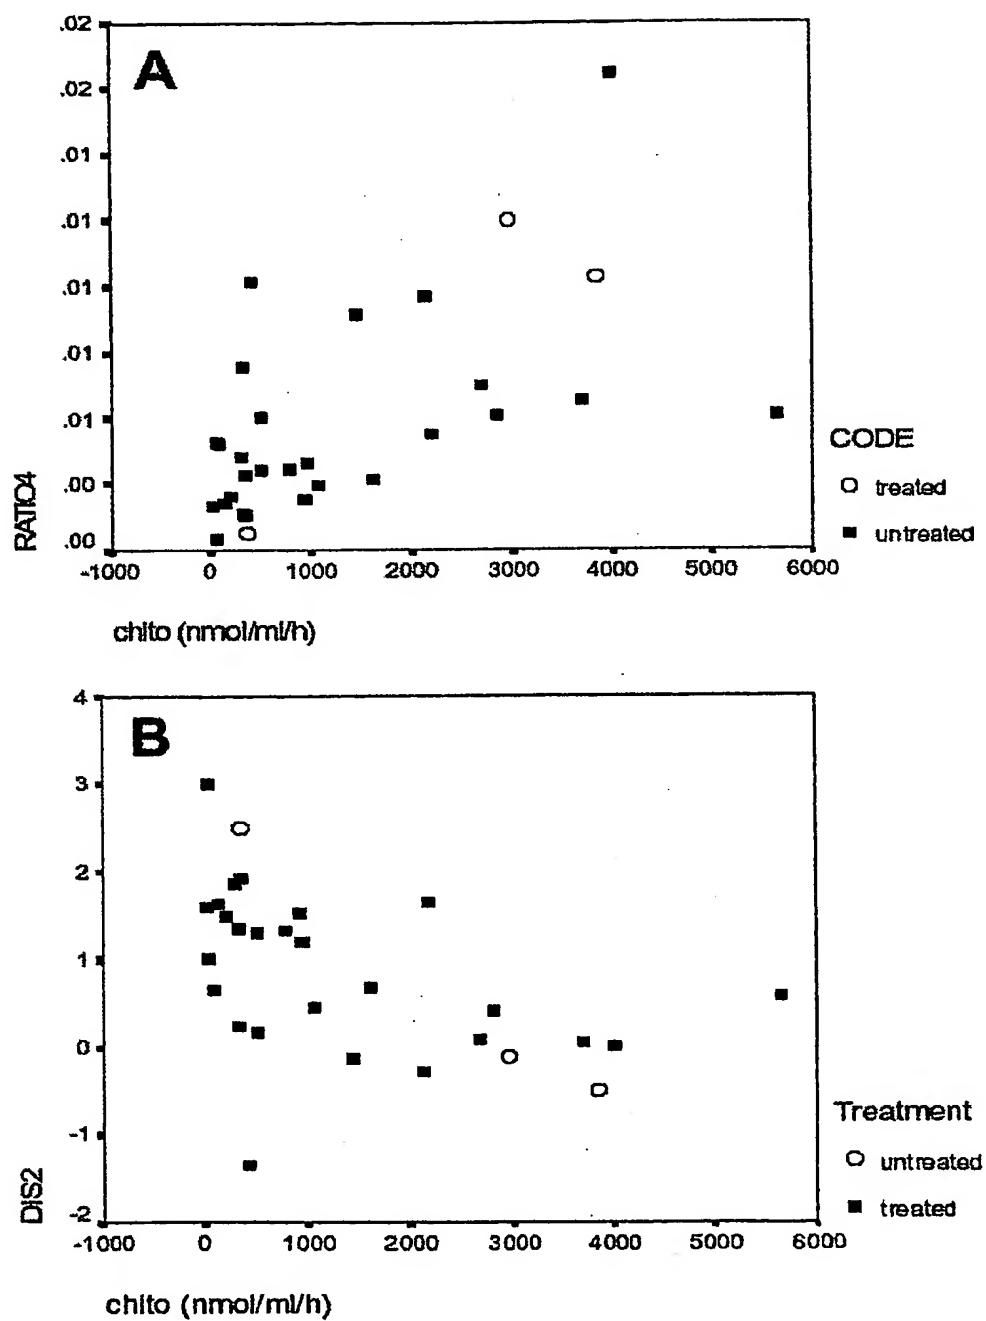 A
.02
.02
.01
.01
.01
.01
.01
.00
.00
RATIO4
-1000 0 1000 2000 3000 4000 5000 6000
chito (nmol/ml/h)
CODE
treated
untreated
B
4
3
2
1
0
-1
-2
DIS2
-1000 0 1000 2000 3000 4000 5000 6000
chito (nmol/ml/h)
Treatment
untreated
treated